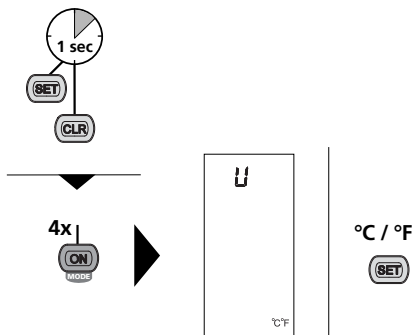 1 sec
SET
CLR
4x
ON
MODE
U
°C°F
°C / °F
SET